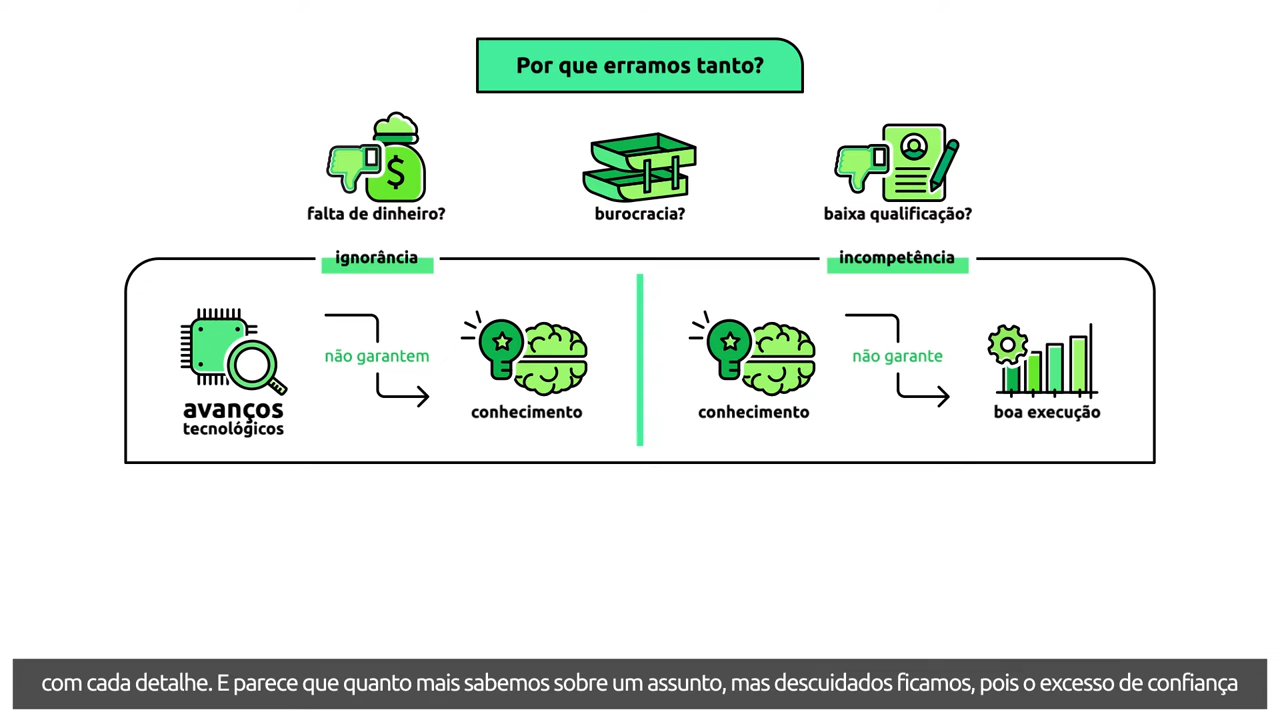 Por que erramos tanto?
$
falta de dinheiro?
burocracia?
baixa qualificação?
ignorância
incompetência
não garantem
não garante
avanços
tecnológicos
conhecimento
conhecimento
boa execução
com cada detalhe. E parece que quanto mais sabemos sobre um assunto, mas descuidados ficamos, pois o excesso de confiança